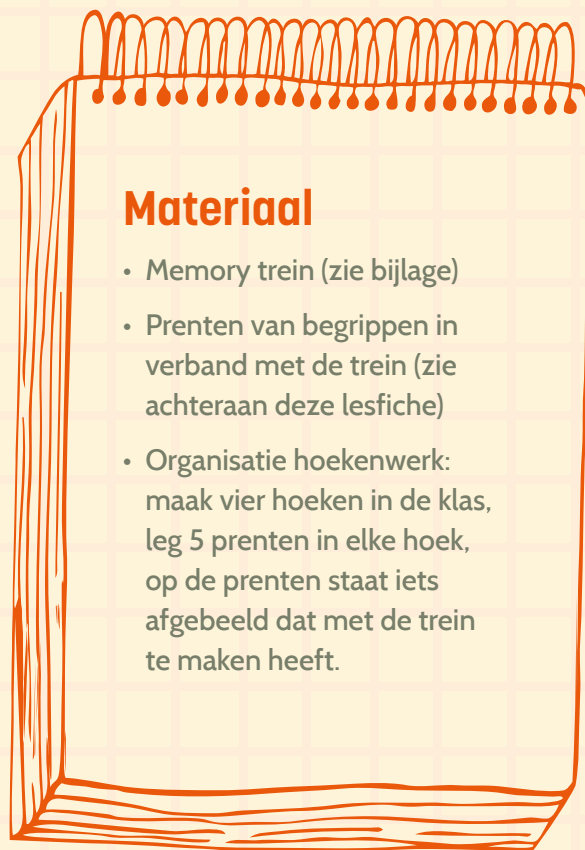 Materiaal
• Memory trein (zie bijlage)
• Prenten van begrippen in
verband met de trein (zie
achteraan deze lesfiche)
• Organisatie hoekenwerk:
maak vier hoeken in de klas,
leg 5 prenten in elke hoek,
op de prenten staat iets
afgebeeld dat met de trein
te maken heeft.